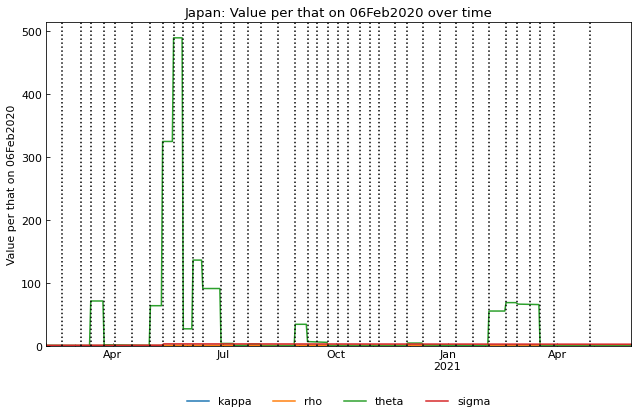 Japan: Value per that on 06Feb2020 over time
500
400
300
200
100
0
Value per that on 06Feb2020
Apr
Jul
Oct
Jan
2021
Apr
kappa
rho
theta
sigma